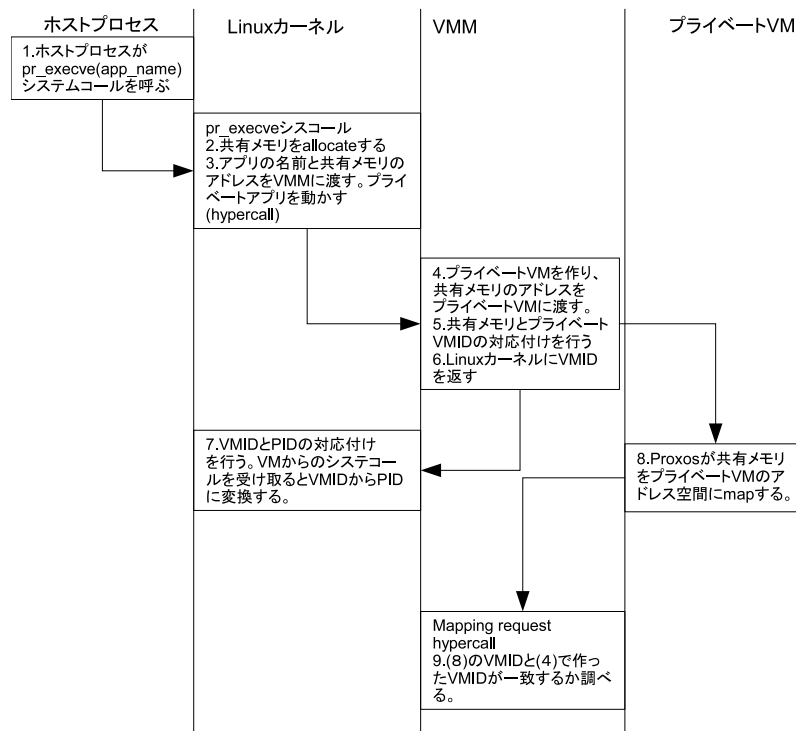 ホストプロセス
Linuxカーネル
VMM
プライベートVM
1.ホストプロセスが
pr_execve(app_name)
システムコールを呼ぶ
pr_execveシスコール
2.共有メモリをallocateする
3.アプリの名前と共有メモリの
アドレスをVMMに渡す。プライ
ベートアプリを動かす
(hypercall)
4.プライベートVMを作り、
共有メモリのアドレスを
プライベートVMに渡す。
5.共有メモリとプライベート
VMIDの対応付けを行う
6.LinuxカーネルにVMID
を返す
7.VMIDとPIDの対応付け
を行う。VMからのシステコー
ルを受け取るとVMIDからPID
に変換する。
8.Proxosが共有メモリ
をプライベートVMのア
ドレス空間にmapする。
Mapping request
hypercall
9.(8)のVMIDと(4)で作っ
たVMIDが一致するか調べ
る。